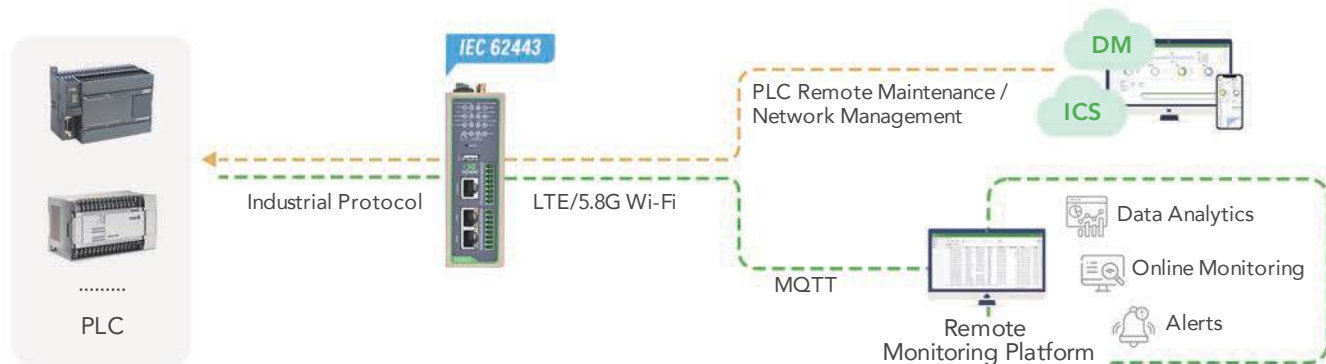 IEC 62443
DM
ICS
PLC Remote Maintenance /
Network Management
Industrial Protocol
LTE/5.8G Wi-Fi
MQTT
Data Analytics
Online Monitoring
Alerts
Remote
Monitoring Platform
.........
PLC